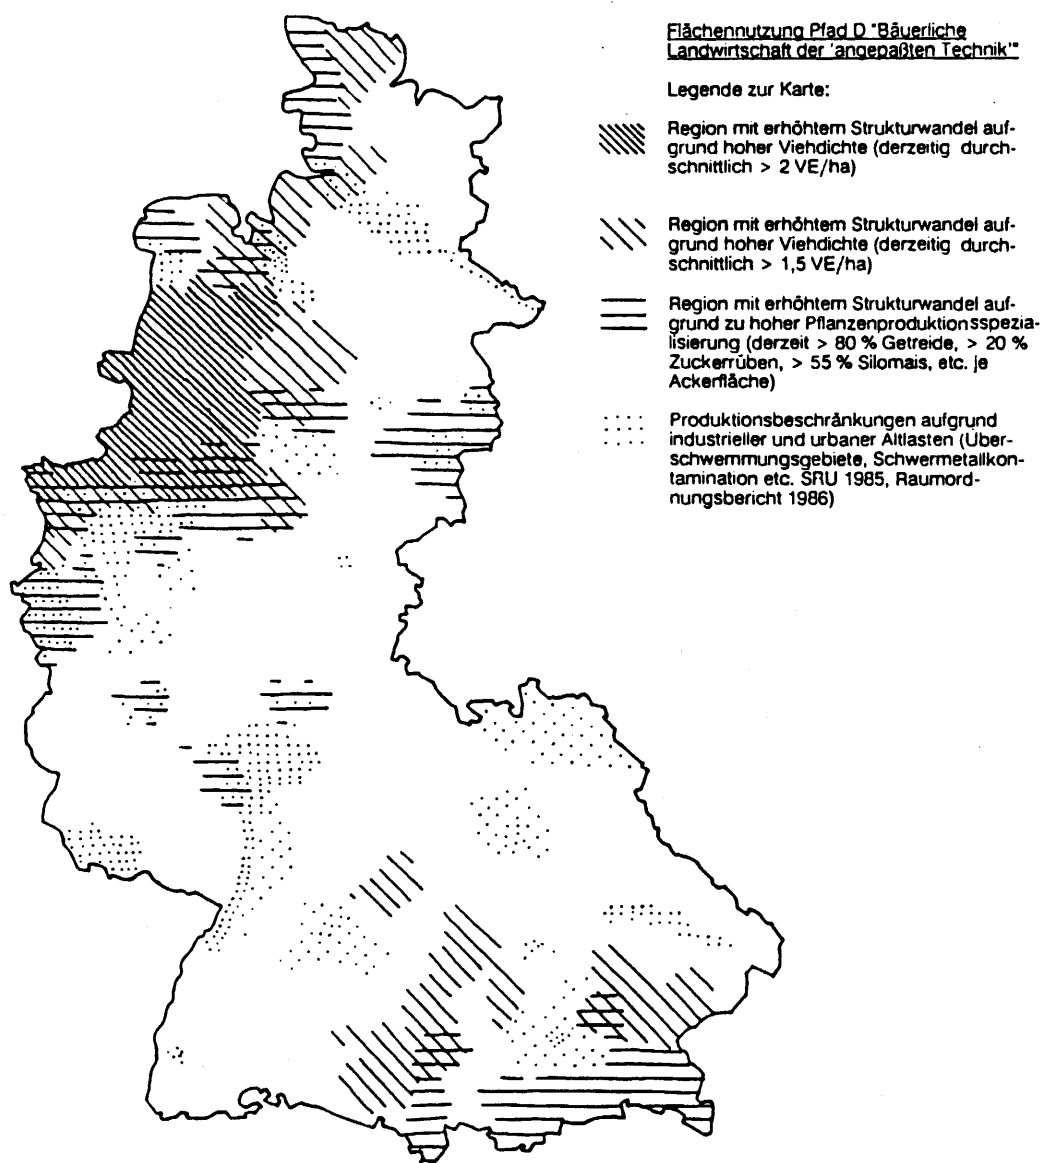 Flächennutzung Pfad D "Bäuerliche
Landwirtschaft der 'angepaßten Technik'"
Legende zur Karte:
Region mit erhöhtem Strukturwandel auf-
grund hoher Viehdichte (derzeitig durch-
schnittlich > 2 VE/ha)
Region mit erhöhtem Strukturwandel auf-
grund hoher Viehdichte (derzeitig durch-
schnittlich > 1,5 VE/ha)
Region mit erhöhtem Strukturwandel auf-
grund zu hoher Pflanzenproduktionsspezia-
lisierung (derzeit > 80 % Getreide, > 20 %
Zuckerrüben, > 55 % Silomais, etc. je
Ackerfläche)
Produktionsbeschränkungen aufgrund
industrieller und urbaner Altlasten (Über-
schwemmungsgebiete, Schwermetallkon-
tamination etc. SRU 1985, Raumord-
nungsbericht 1986)